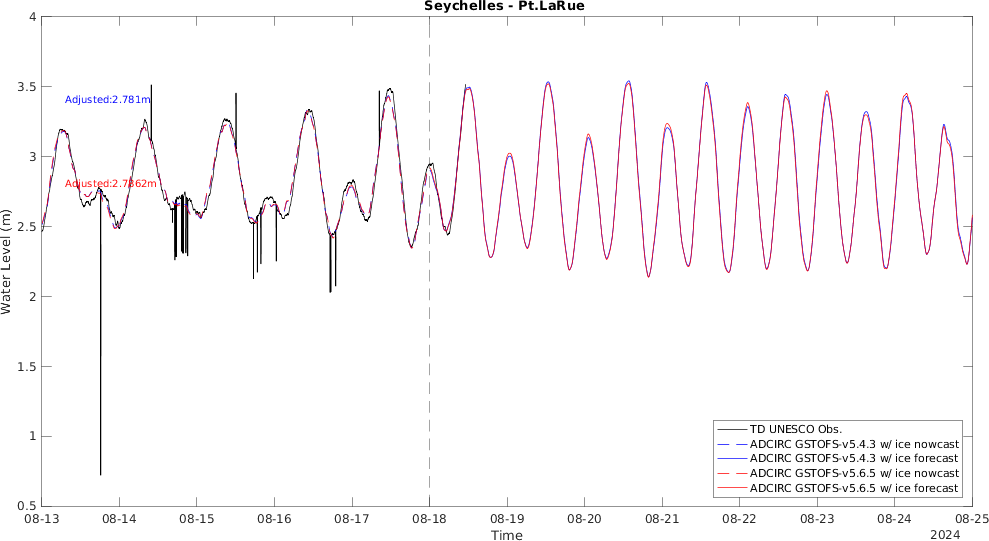 Seychelles - Pt.LaRue
4
3.5
3
2.5
2
1.5
1
0.5
Water Level (m)
Adjusted:2.781m
Adjusted:2.7862m
TD UNESCO Obs.
ADCIRC GSTOFS-v5.4.3 w/ ice nowcast
ADCIRC GSTOFS-v5.4.3 w/ ice forecast
ADCIRC GSTOFS-v5.6.5 w/ ice nowcast
ADCIRC GSTOFS-v5.6.5 w/ ice forecast
08-13 08-14 08-15 08-16 08-17 08-18 08-19 08-20 08-21 08-22 08-23 08-24 08-25
Time
2024